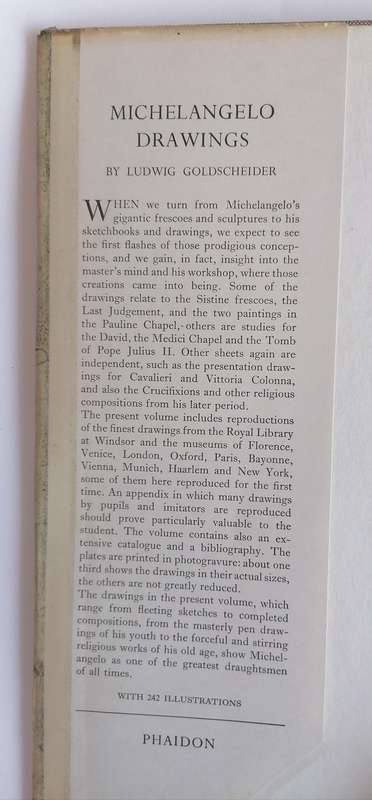 MICHELANGELO
DRAWINGS
BY LUDWIG GOLDSCHEIDER
WHEN we turn from Michelangelo's
gigantic frescoes and sculptures to his
sketchbooks and drawings, we expect to see
the first flashes of those prodigious concep-
tions, and we gain, in fact, insight into the
master's mind and his workshop, where those
creations came into being. Some of the
drawings relate to the Sistine frescoes, the
Last Judgement, and the two paintings in
the Pauline Chapel, others are studies for
the David, the Medici Chapel and the Tomb
of Pope Julius II. Other sheets again are
independent, such as the presentation draw-
ings for Cavalieri and Vittoria Colonna,
and also the Crucifixions and other religious
compositions from his later period.
The present volume includes reproductions
of the finest drawings from the Royal Library
at Windsor and the museums of Florence,
Venice, London, Oxford, Paris, Bayonne,
Vienna, Munich, Haarlem and New York,
some of them here reproduced for the first
time. An appendix in which many drawings
by pupils and imitators are reproduced
should prove particularly valuable to the
student. The volume contains also an ex-
tensive catalogue and a bibliography. The
plates are printed in photogravure: about one
third shows the drawings in their actual sizes,
the others are not greatly reduced.
The drawings in the present volume, which
range from fleeting sketches to completed
compositions, from the masterly pen draw-
ings of his youth to the forceful and stirring
religious works of his old age, show Michel-
angelo as one of the greatest draughtsmen
of all times.
WITH 242 ILLUSTRATIONS
PHAIDON